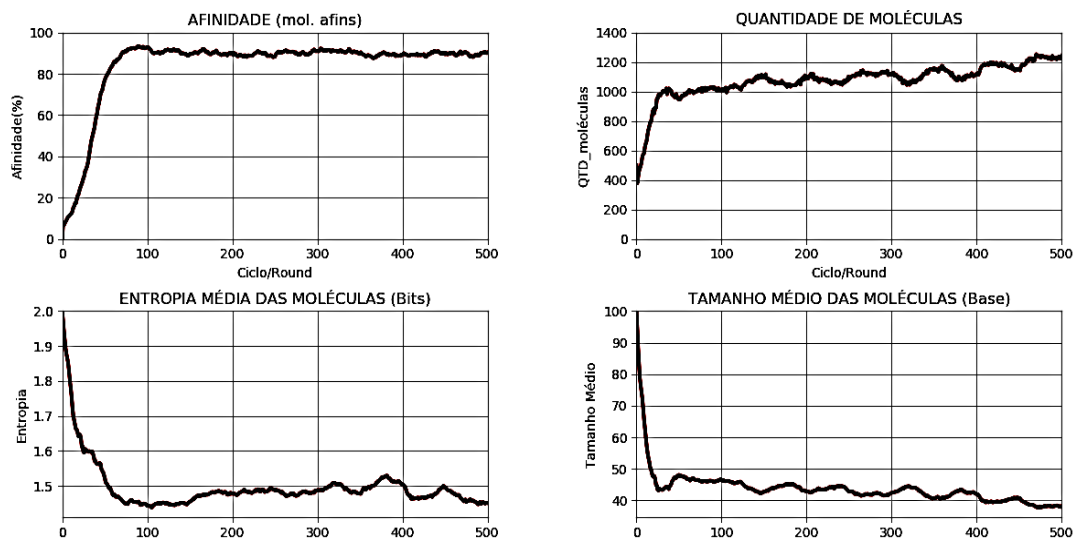 AFINIDADE (mol. afins)
Afinidade(%)
100
80
60
40
20
0
0 100 200 300 400 500
Ciclo/Round
QUANTIDADE DE MOLÉCULAS
QTD_moléculas
1400
1200
1000
800
600
400
200
0
0 100 200 300 400 500
Ciclo/Round
ENTROPIA MÉDIA DAS MOLÉCULAS (Bits)
Entropia
2.0
1.9
1.8
1.7
1.6
1.5
0 100 200 300 400 500
TAMANHO MÉDIO DAS MOLÉCULAS (Base)
Tamanho Médio
100
90
80
70
60
50
40
0 100 200 300 400 500